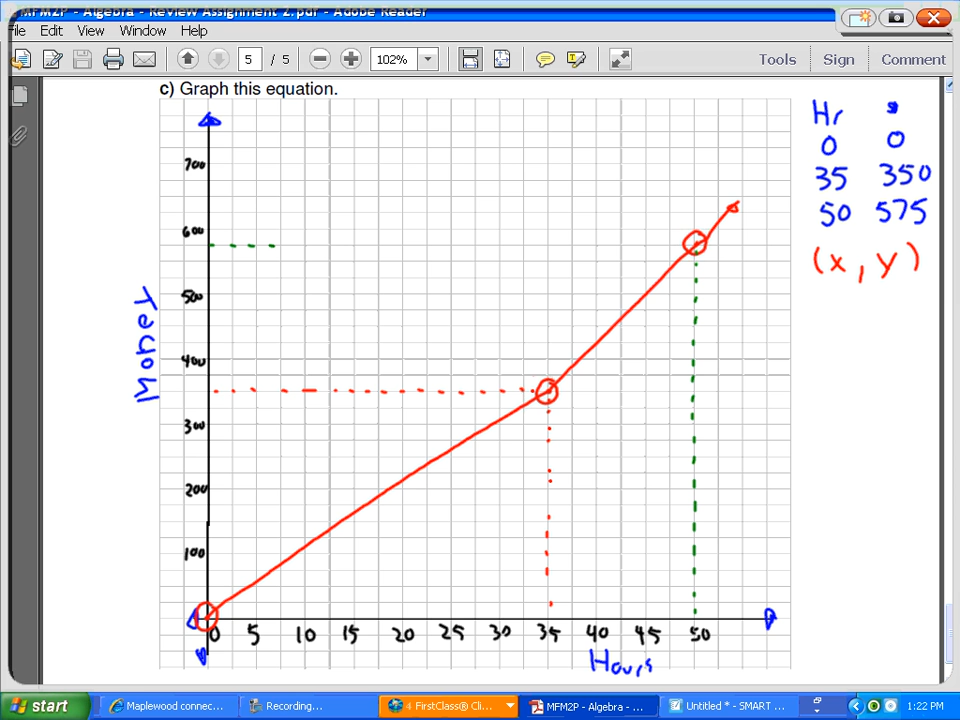 MFM2P - Algebra - Review Assignment 2.pdf - Adobe Reader
File Edit View Window Help
5 / 5 102% Tools Sign Comment
c) Graph this equation.
Hr $
0 0
35 350
50 575
(x, y)
Money
700
600
500
400
300
200
100
0 5 10 15 20 25 30 35 40 45 50
Hours
start Maplewood connec... Recording... 4 FirstClass® Cli... MFM2P - Algebra - ... Untitled * - SMART ... 1:22 PM